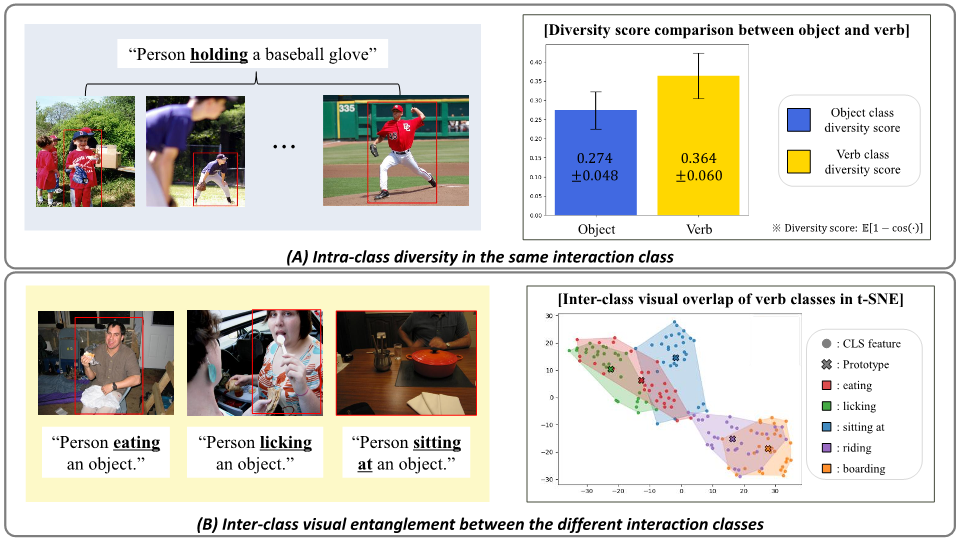 “Person holding a baseball glove”
335
...
(A) Intra-class diversity in the same interaction class
[Diversity score comparison between object and verb]
0.40
0.35
0.30
0.25
0.20
0.15
0.10
0.05
0.00
0.274
±0.048
0.364
±0.060
Object
Verb
Object class
diversity score
Verb class
diversity score
※ Diversity score: 𝔼[1 − cos(·)]
“Person eating
an object.”
“Person licking
an object.”
“Person sitting
at an object.”
[Inter-class visual overlap of verb classes in t-SNE]
30
20
10
0
−10
−20
−30
−30
−20
−10
0
10
20
30
: CLS feature
: Prototype
: eating
: licking
: sitting at
: riding
: boarding
(B) Inter-class visual entanglement between the different interaction classes